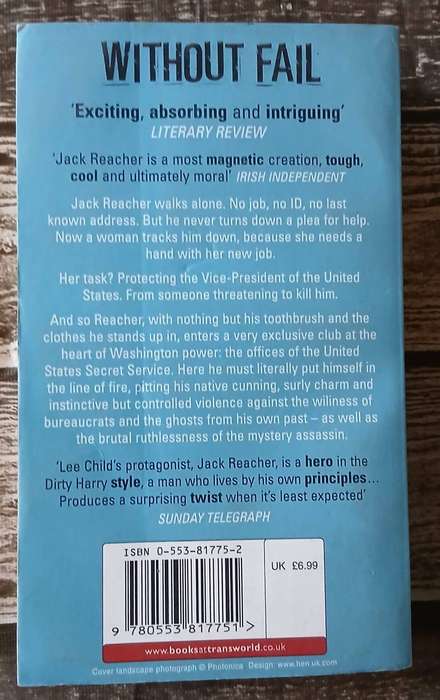 WITHOUT FAIL
'Exciting, absorbing and intriguing'
LITERARY REVIEW
'Jack Reacher is a most magnetic creation, tough,
cool and ultimately moral' IRISH INDEPENDENT
Jack Reacher walks alone. No job, no ID, no last
known address. But he never turns down a plea for help.
Now a woman tracks him down, because she needs a
hand with her new job.
Her task? Protecting the Vice-President of the United
States. From someone threatening to kill him.
And so Reacher, with nothing but his toothbrush and the
clothes he stands up in, enters a very exclusive club at the
heart of Washington power: the offices of the United
States Secret Service. Here he must literally put himself in
the line of fire, pitting his native cunning, surly charm and
instinctive but controlled violence against the wiliness of
bureaucrats and the ghosts from his own past – as well as
the brutal ruthlessness of the mystery assassin.
'Lee Child's protagonist, Jack Reacher, is a hero in the
Dirty Harry style, a man who lives by his own principles...
Produces a surprising twist when it's least expected'
SUNDAY TELEGRAPH
ISBN 0-553-81775-2
UK £6.99
9 780553 817751 >
www.booksattransworld.co.uk
Cover landscape photograph © Photonica Design: www.hen.uk.com